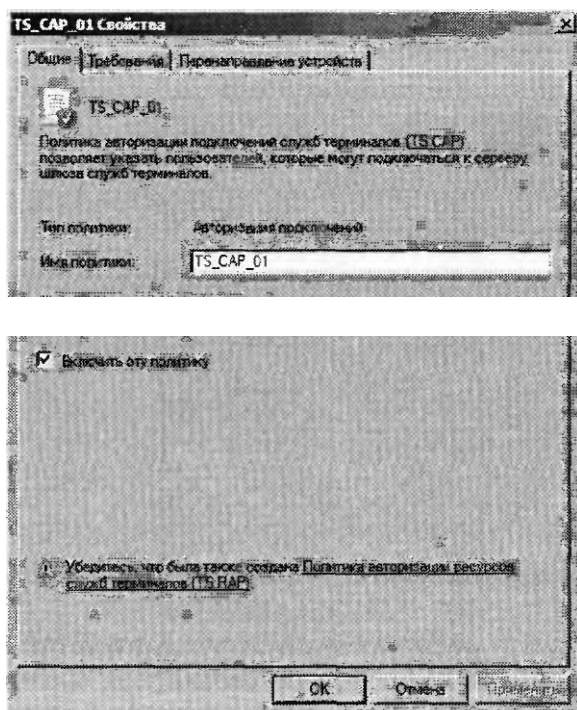 TS_CAP_01 Свойства
Общие Требования Перенаправление устройств
TS_CAP_01
Политика авторизации подключений служб терминалов (TS CAP)
позволяет указать пользователей, которые могут подключаться к серверу
шлюза служб терминалов.
Тип политики: Авторизация подключений
Имя политики: TS_CAP_01
Включить эту политику
Убедитесь, что была также создана Политика авторизации ресурсов
служб терминалов (TS RAP).
OK Отмена Применить